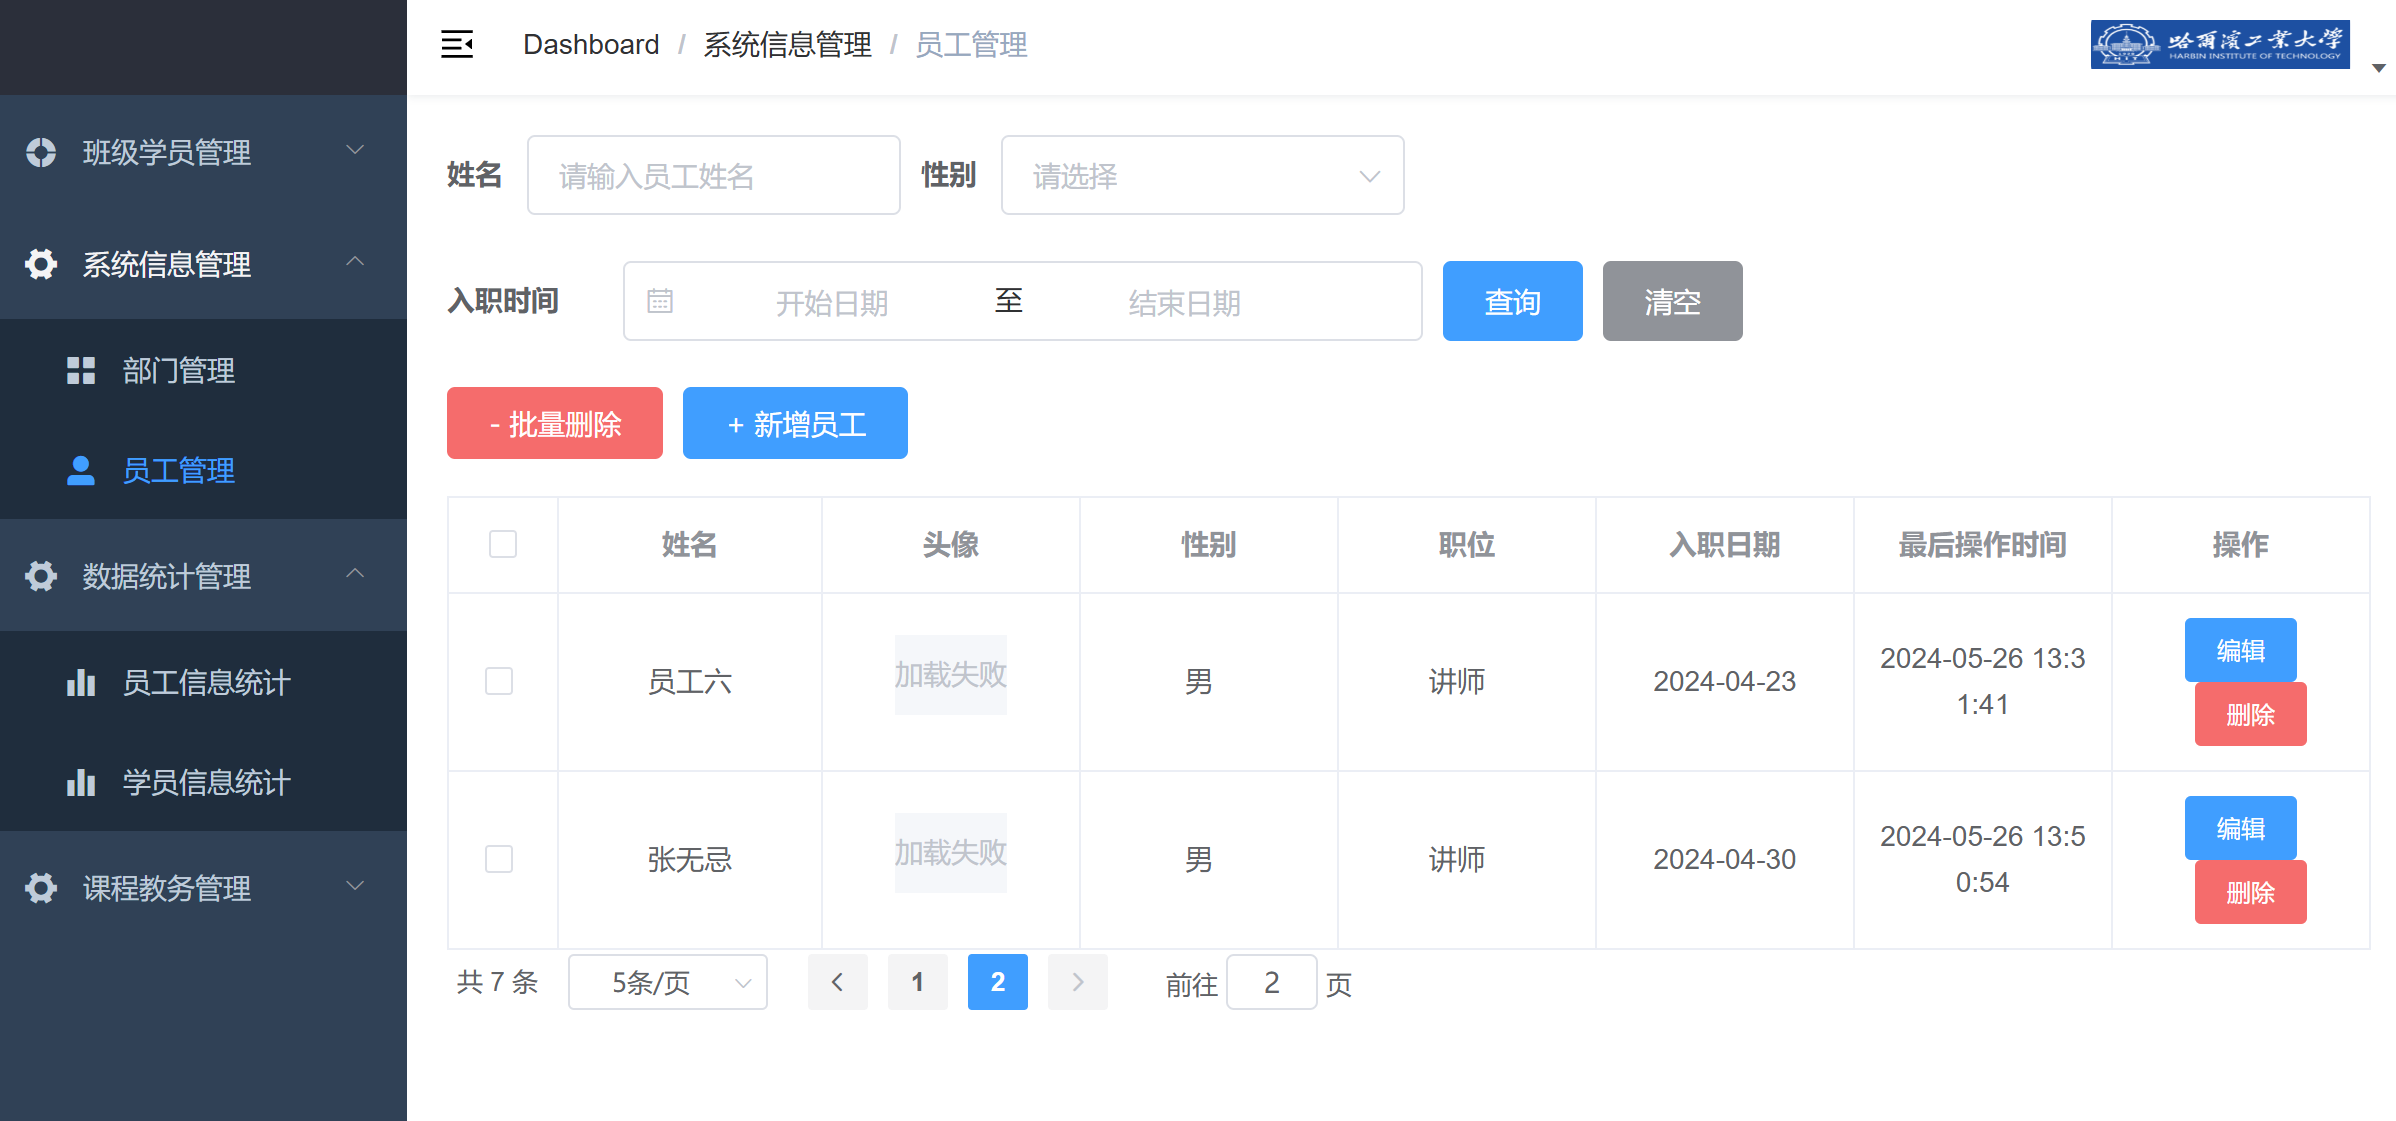 Dashboard / 系统信息管理 / 员工管理
哈尔滨工業大学
HARBIN INSTITUTE OF TECHNOLOGY
班级学员管理
系统信息管理
部门管理
员工管理
数据统计管理
员工信息统计
学员信息统计
课程教务管理
姓名 请输入员工姓名 性别 请选择
入职时间 开始日期 至 结束日期 查询 清空
- 批量删除 + 新增员工
姓名 头像 性别 职位 入职日期 最后操作时间 操作
员工六 加载失败 男 讲师 2024-04-23 2024-05-26 13:3
1:41
编辑
删除
张无忌 加载失败 男 讲师 2024-04-30 2024-05-26 13:5
0:54
编辑
删除
共 7 条 5条/页 1 2 前往 2 页